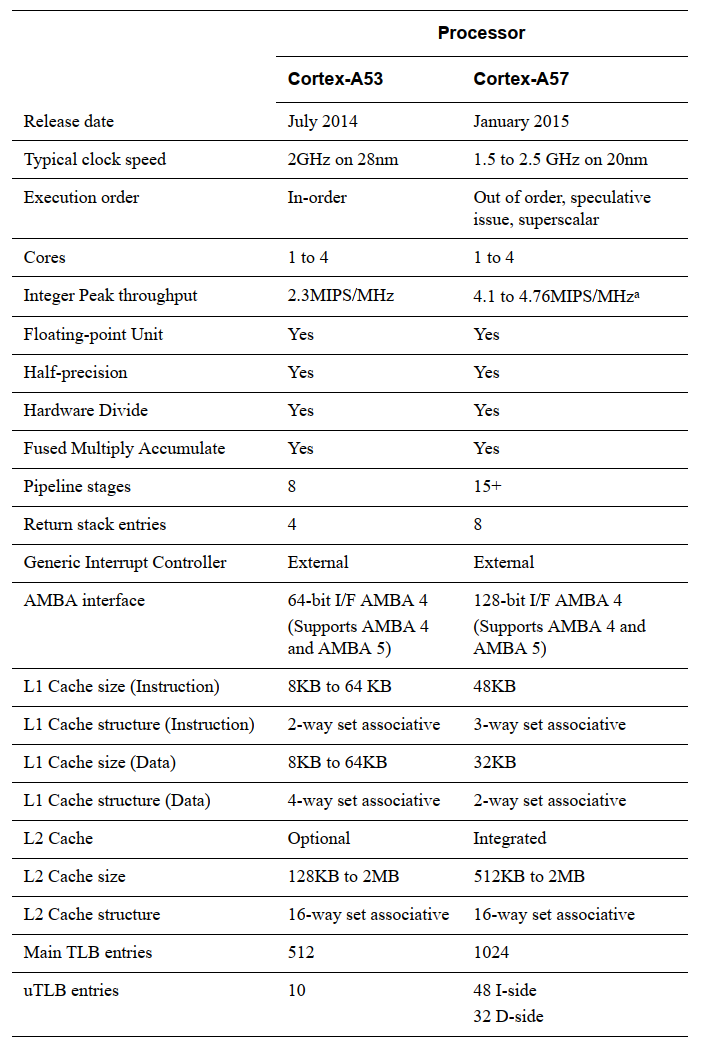 Processor
Cortex-A53 Cortex-A57
Release date July 2014 January 2015
Typical clock speed 2GHz on 28nm 1.5 to 2.5 GHz on 20nm
Execution order In-order Out of order, speculative
issue, superscalar
Cores 1 to 4 1 to 4
Integer Peak throughput 2.3MIPS/MHz 4.1 to 4.76MIPS/MHzª
Floating-point Unit Yes Yes
Half-precision Yes Yes
Hardware Divide Yes Yes
Fused Multiply Accumulate Yes Yes
Pipeline stages 8 15+
Return stack entries 4 8
Generic Interrupt Controller External External
AMBA interface 64-bit I/F AMBA 4 128-bit I/F AMBA 4
(Supports AMBA 4 (Supports AMBA 4 and
and AMBA 5) AMBA 5)
L1 Cache size (Instruction) 8KB to 64 KB 48KB
L1 Cache structure (Instruction) 2-way set associative 3-way set associative
L1 Cache size (Data) 8KB to 64KB 32KB
L1 Cache structure (Data) 4-way set associative 2-way set associative
L2 Cache Optional Integrated
L2 Cache size 128KB to 2MB 512KB to 2MB
L2 Cache structure 16-way set associative 16-way set associative
Main TLB entries 512 1024
uTLB entries 10 48 I-side
32 D-side